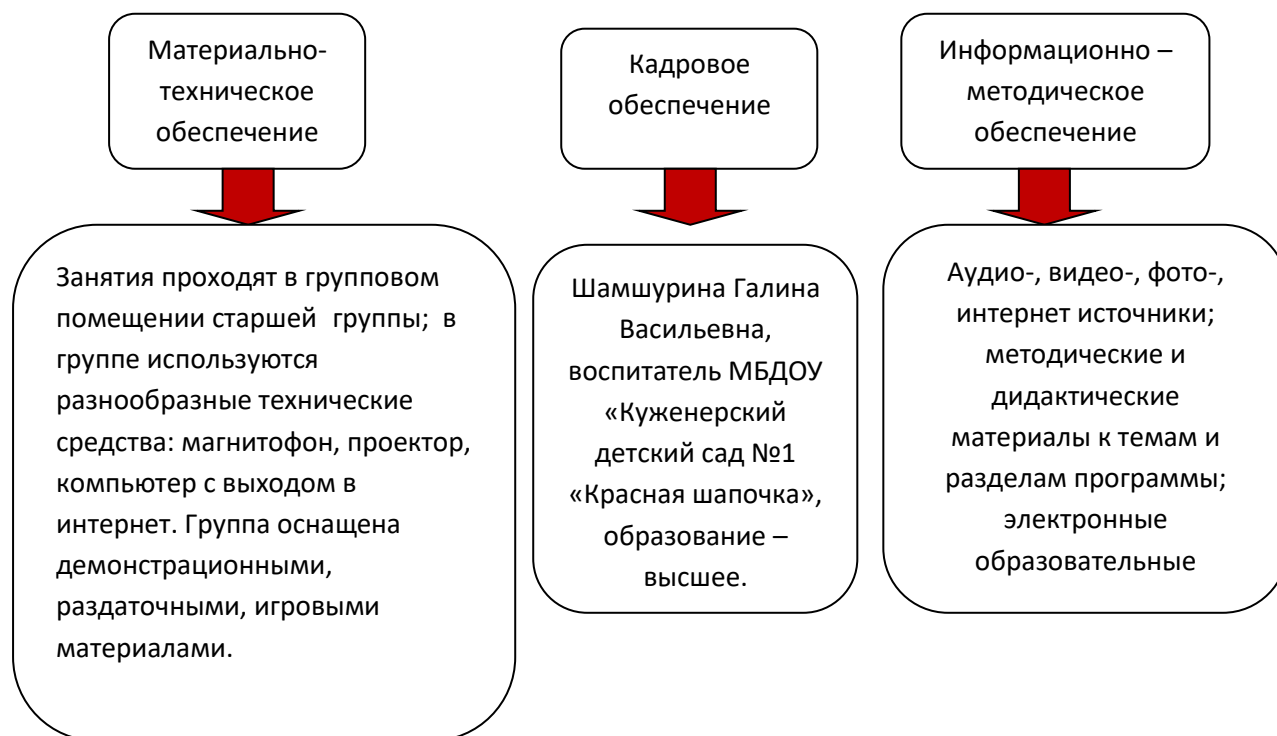 Материально-
техническое
обеспечение
Кадровое
обеспечение
Информационно –
методическое
обеспечение
Занятия проходят в групповом
помещении старшей группы; в
группе используются
разнообразные технические
средства: магнитофон, проектор,
компьютер с выходом в
интернет. Группа оснащена
демонстрационными,
раздаточными, игровыми
материалами.
Шамшурина Галина
Васильевна,
воспитатель МБДОУ
«Куженерский
детский сад №1
«Красная шапочка»,
образование –
высшее.
Аудио-, видео-, фото-,
интернет источники;
методические и
дидактические
материалы к темам и
разделам программы;
электронные
образовательные